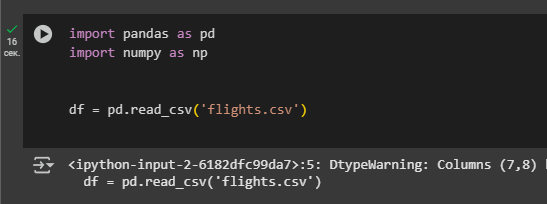 import pandas as pd
import numpy as np
df = pd.read_csv('flights.csv')
16
сек.
<ipython-input-2-6182dfc99da7>:5: DtypeWarning: Columns (7,8)
df = pd.read_csv('flights.csv')